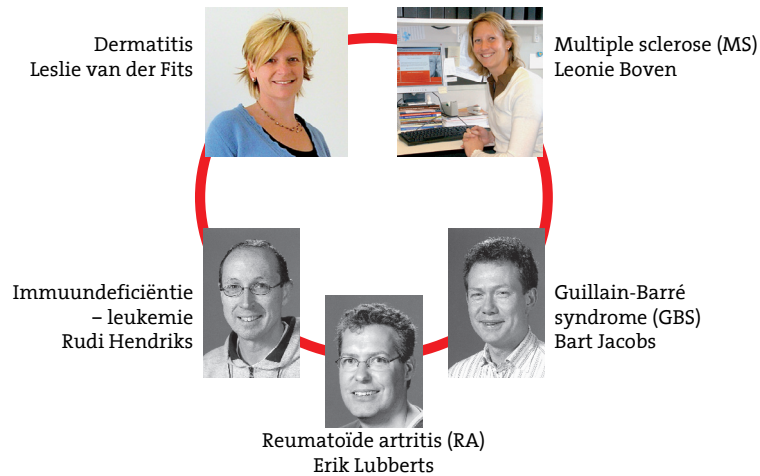 Dermatitis
Leslie van der Fits
Multiple sclerose (MS)
Leonie Boven
Immuundeficiëntie
– leukemie
Rudi Hendriks
Guillain-Barré
syndrome (GBS)
Bart Jacobs
Reumatoïde artritis (RA)
Erik Lubberts